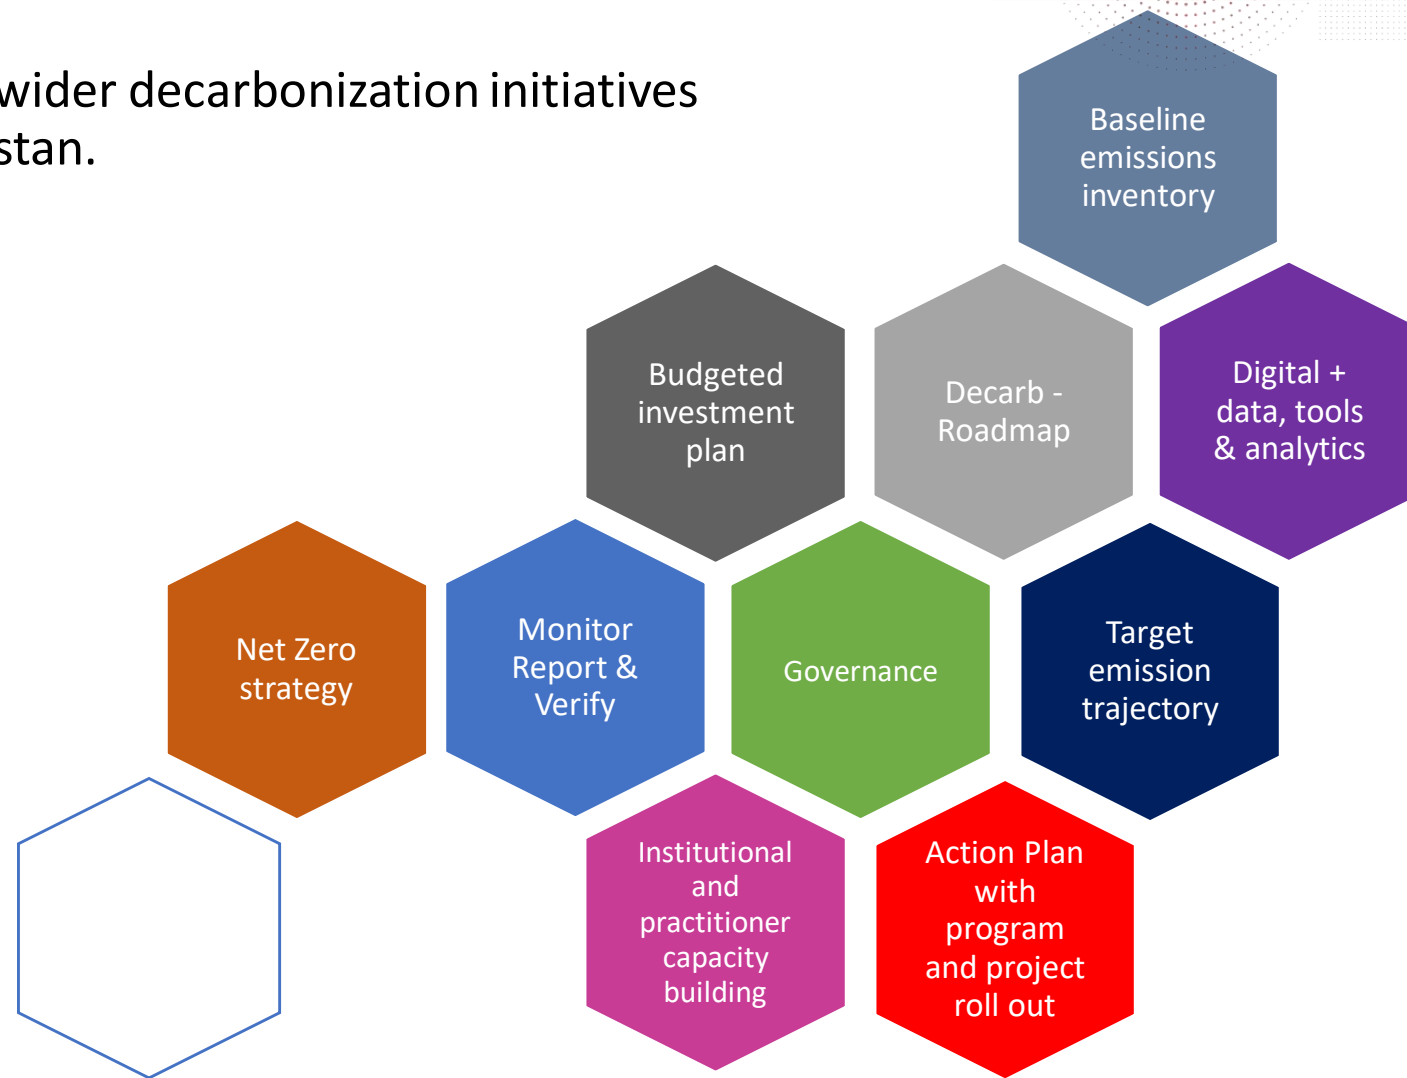 wider decarbonization initiatives
stan.
Baseline
emissions
inventory
Budgeted
investment
plan
Decarb -
Roadmap
Digital +
data, tools
& analytics
Net Zero
strategy
Monitor
Report &
Verify
Governance
Target
emission
trajectory
Institutional
and
practitioner
capacity
building
Action Plan
with
program
and project
roll out